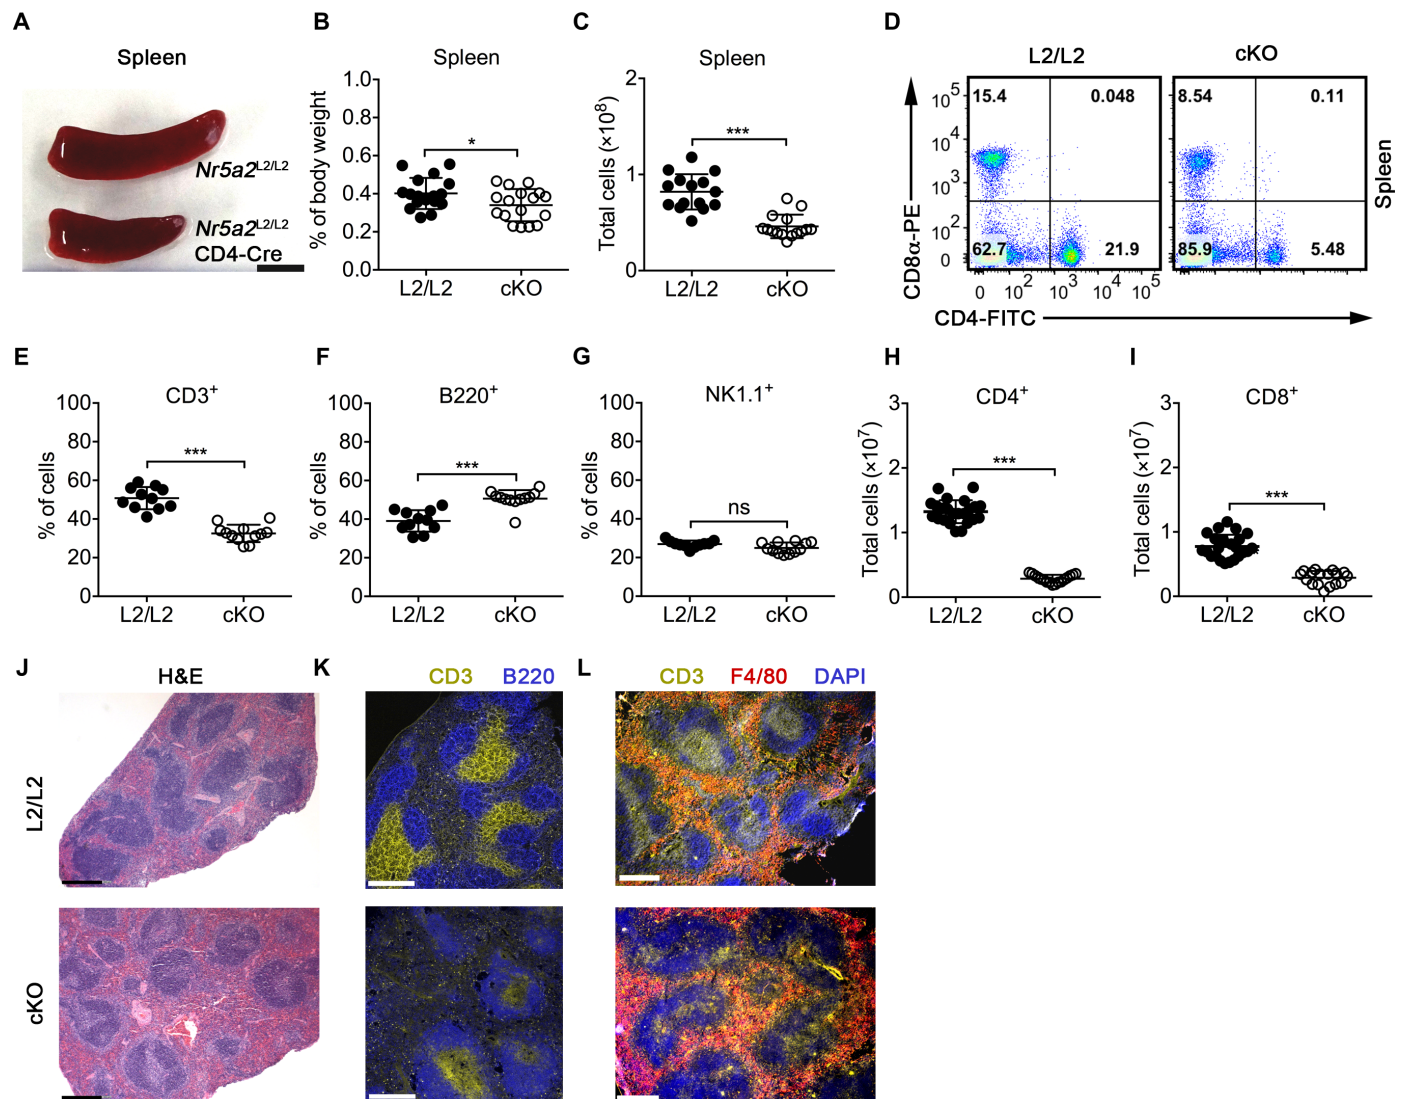 A
Spleen
Nr5a2L2/L2
Nr5a2L2/L2
CD4-Cre
B
Spleen
% of body weight
1.0
0.8
0.6
0.4
0.2
0.0
*
L2/L2
cKO
C
Spleen
Total cells (×10⁸)
2
1
0
***
L2/L2
cKO
D
L2/L2
cKO
CD8α-PE
10⁵
10⁴
10³
10²
0
15.4
0.048
62.7
21.9
8.54
0.11
85.9
5.48
0
10²
10³
10⁴
10⁵
CD4-FITC
Spleen
E
CD3⁺
% of cells
100
80
60
40
20
0
***
L2/L2
cKO
F
B220⁺
% of cells
100
80
60
40
20
0
***
L2/L2
cKO
G
NK1.1⁺
% of cells
100
80
60
40
20
0
ns
L2/L2
cKO
H
CD4⁺
Total cells (×10⁷)
3
2
1
0
***
L2/L2
cKO
I
CD8⁺
Total cells (×10⁷)
3
2
1
0
***
L2/L2
cKO
J
H&E
L2/L2
cKO
K
CD3 B220
L
CD3 F4/80 DAPI